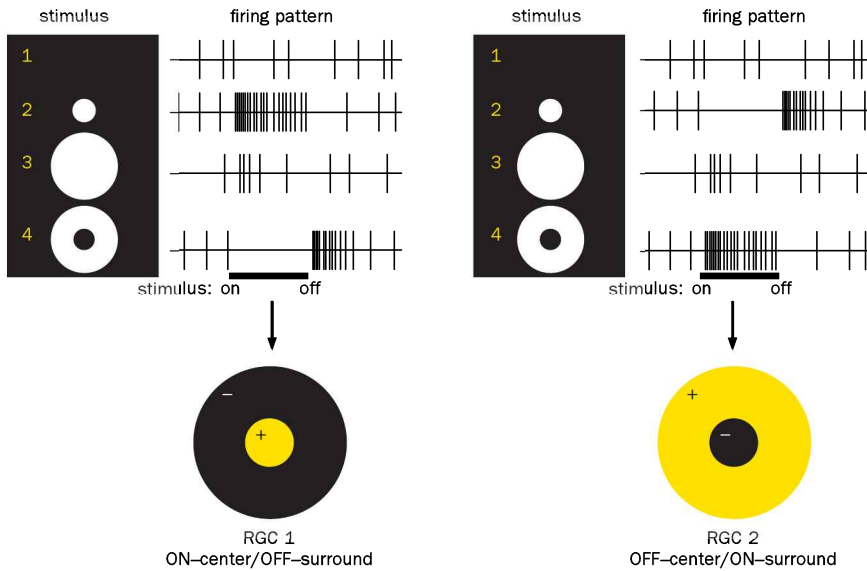 stimulus firing pattern
1
2
3
4
stimulus: on off
+
−
RGC 1
ON–center/OFF–surround
stimulus firing pattern
1
2
3
4
stimulus: on off
+
−
RGC 2
OFF–center/ON–surround